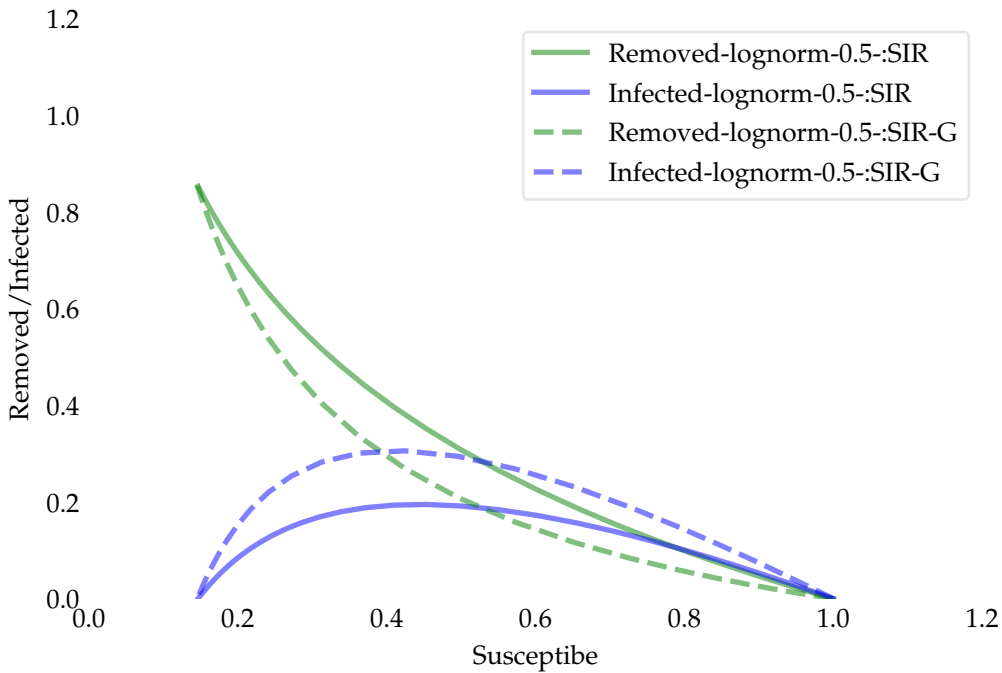 1.2
1.0
0.8
0.6
0.4
0.2
0.0
Removed/Infected
Removed-lognorm-0.5-:SIR
Infected-lognorm-0.5-:SIR
Removed-lognorm-0.5-:SIR-G
Infected-lognorm-0.5-:SIR-G
0.0 0.2 0.4 0.6 0.8 1.0 1.2
Susceptibe